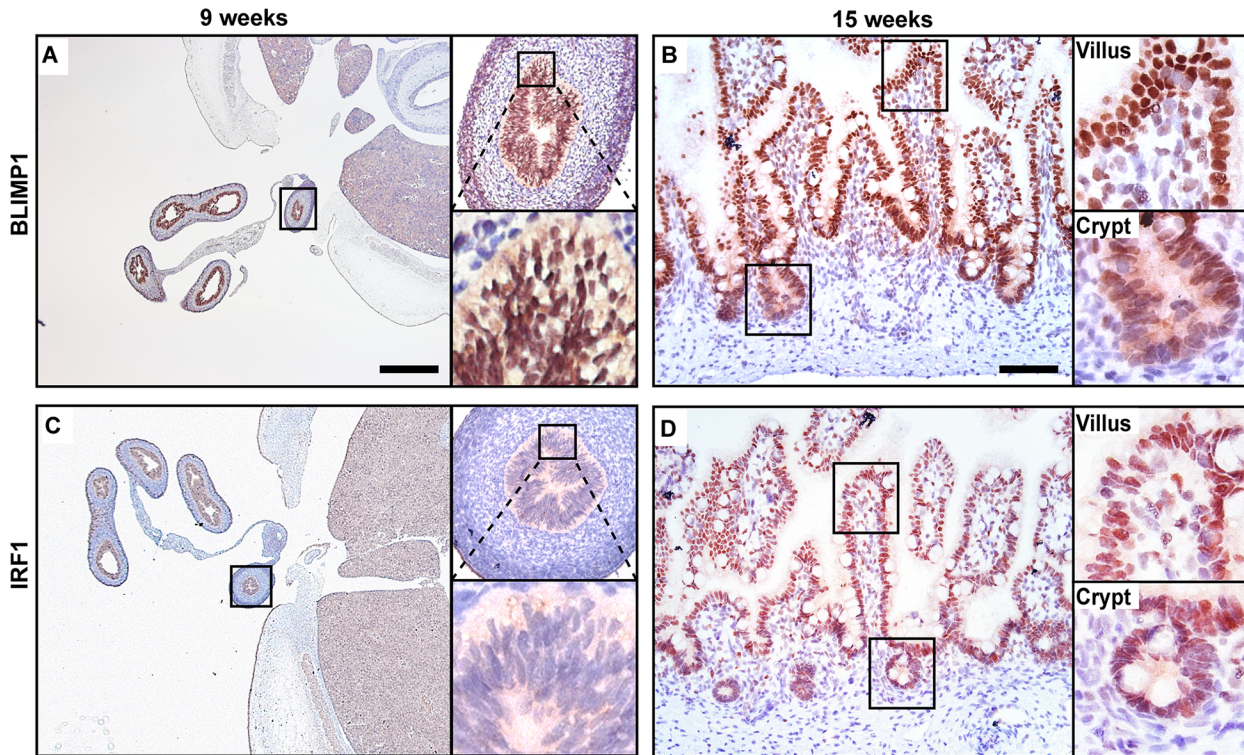 9 weeks
15 weeks
BLIMP1
A
B
Villus
Crypt
IRF1
C
D
Villus
Crypt